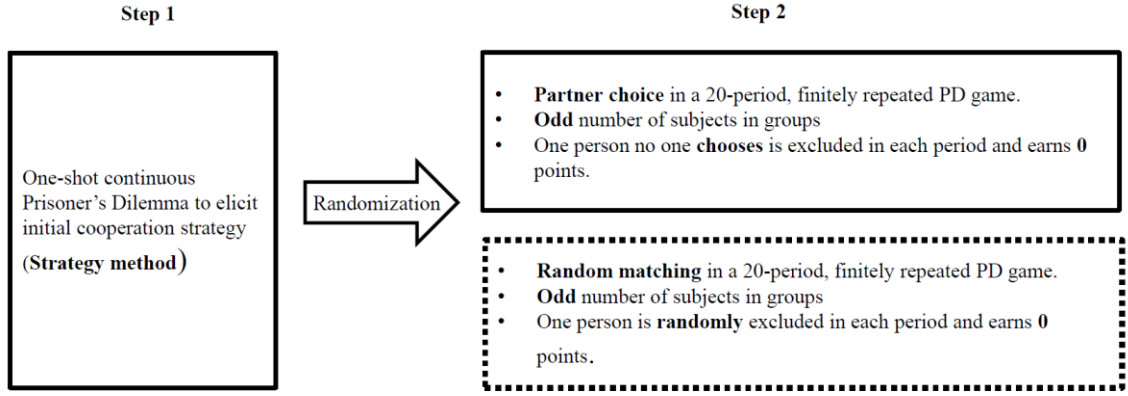 Step 1
One-shot continuous
Prisoner's Dilemma to elicit
initial cooperation strategy
(Strategy method)
Randomization
Step 2
• Partner choice in a 20-period, finitely repeated PD game.
• Odd number of subjects in groups
• One person no one chooses is excluded in each period and earns 0
points.
• Random matching in a 20-period, finitely repeated PD game.
• Odd number of subjects in groups
• One person is randomly excluded in each period and earns 0
points.